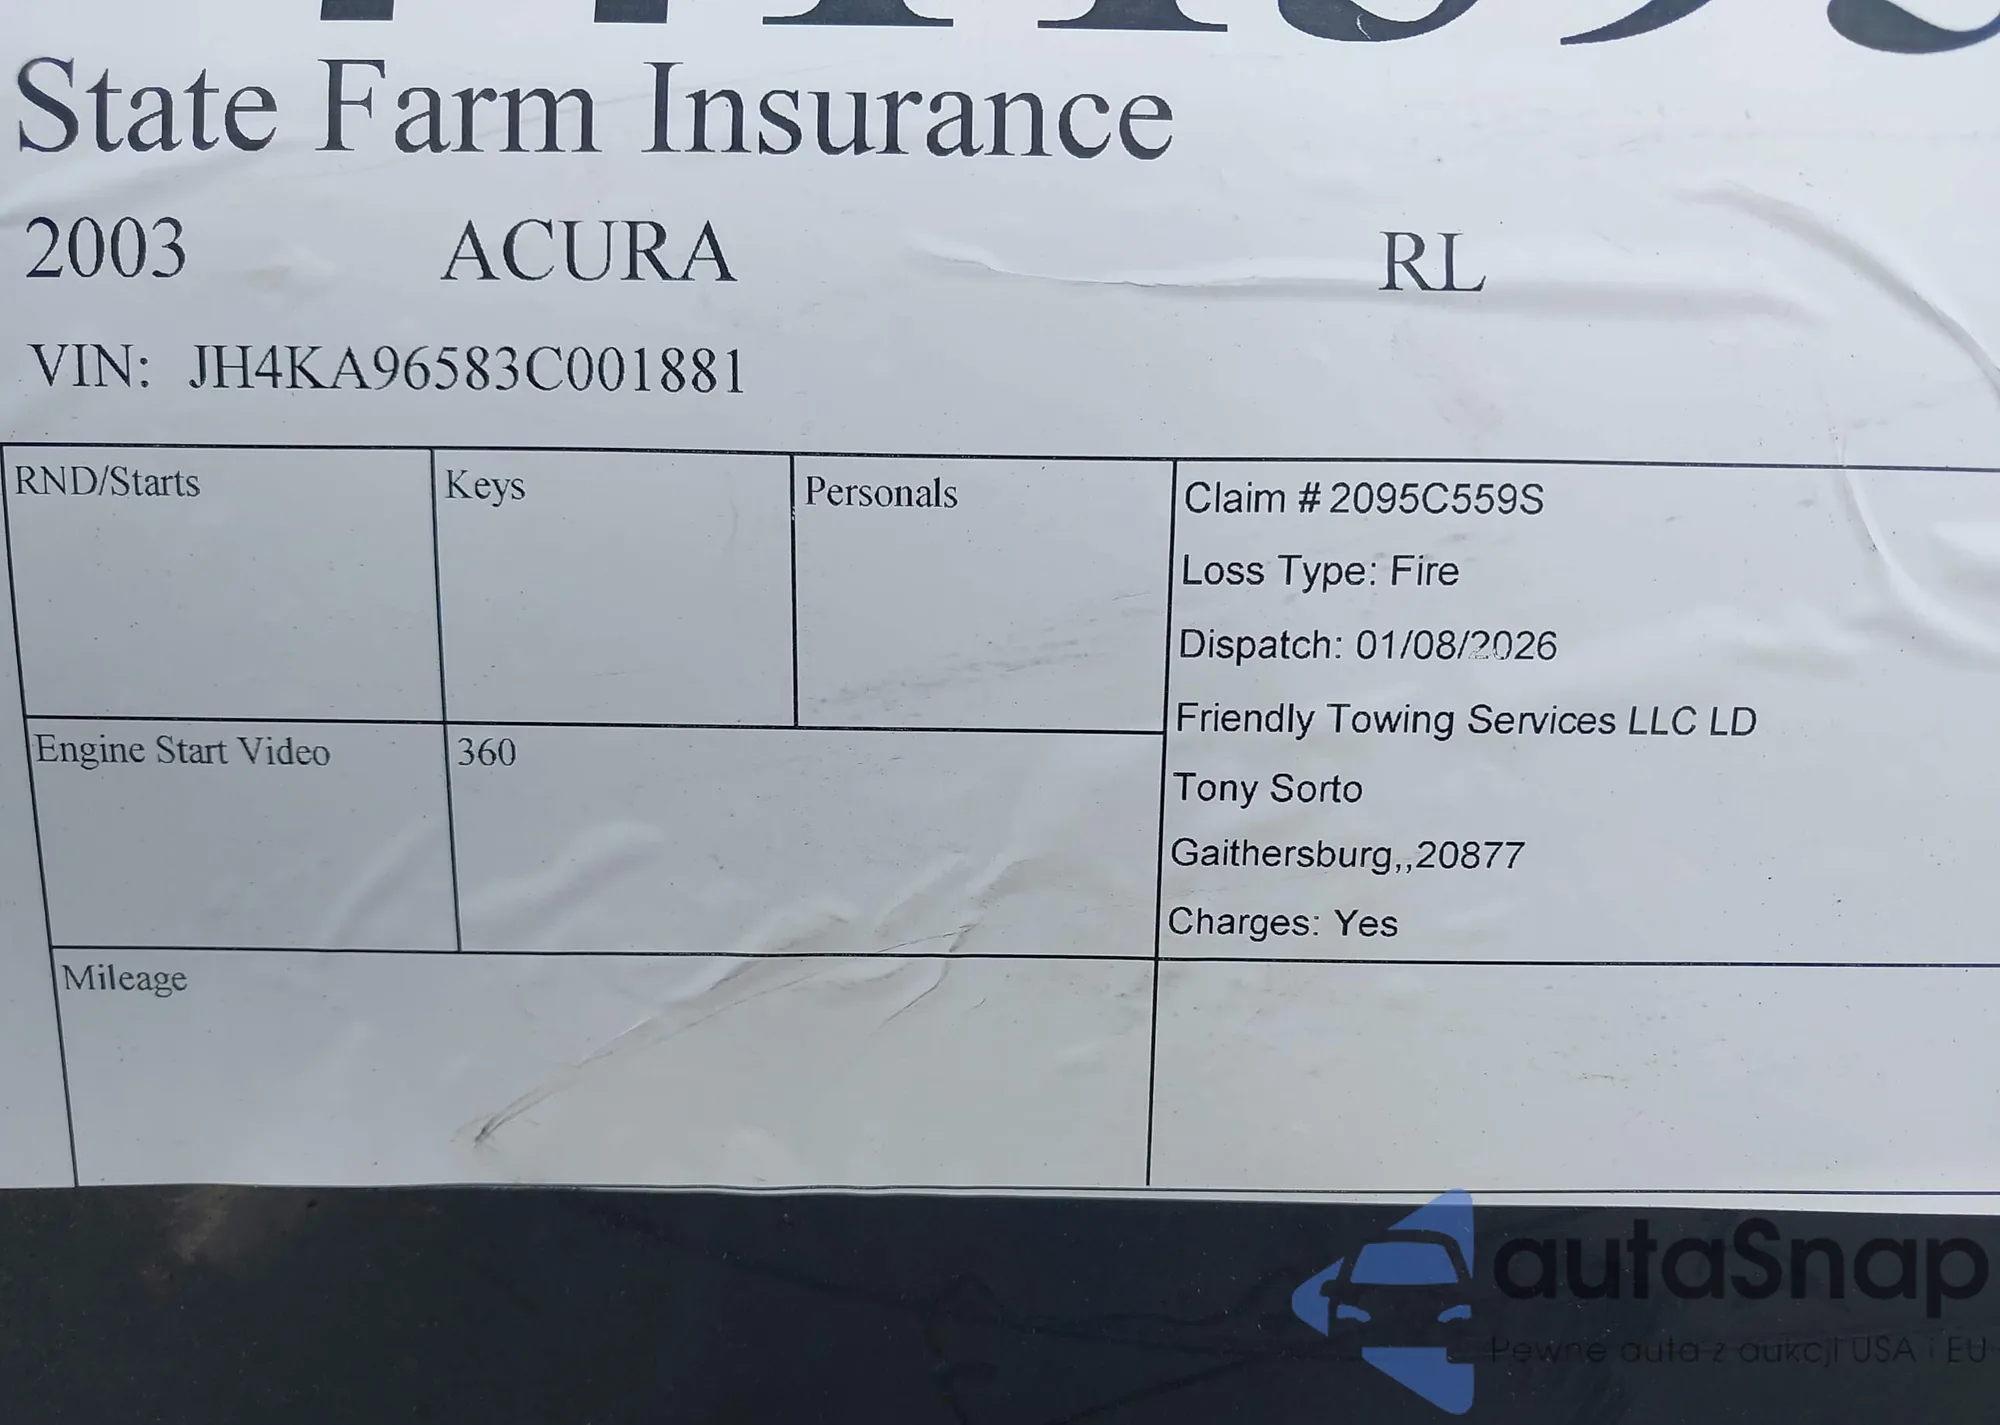 State Farm Insurance
2003 ACURA RL
VIN: JH4KA96583C001881
RND/Starts Keys Personals
Claim # 2095C559S
Loss Type: Fire
Dispatch: 01/08/2026
Friendly Towing Services LLC LD
Tony Sorto
Gaithersburg,,20877
Charges: Yes
Engine Start Video 360
Mileage
autaSnap
Pewne auta z aukcji USA i EU